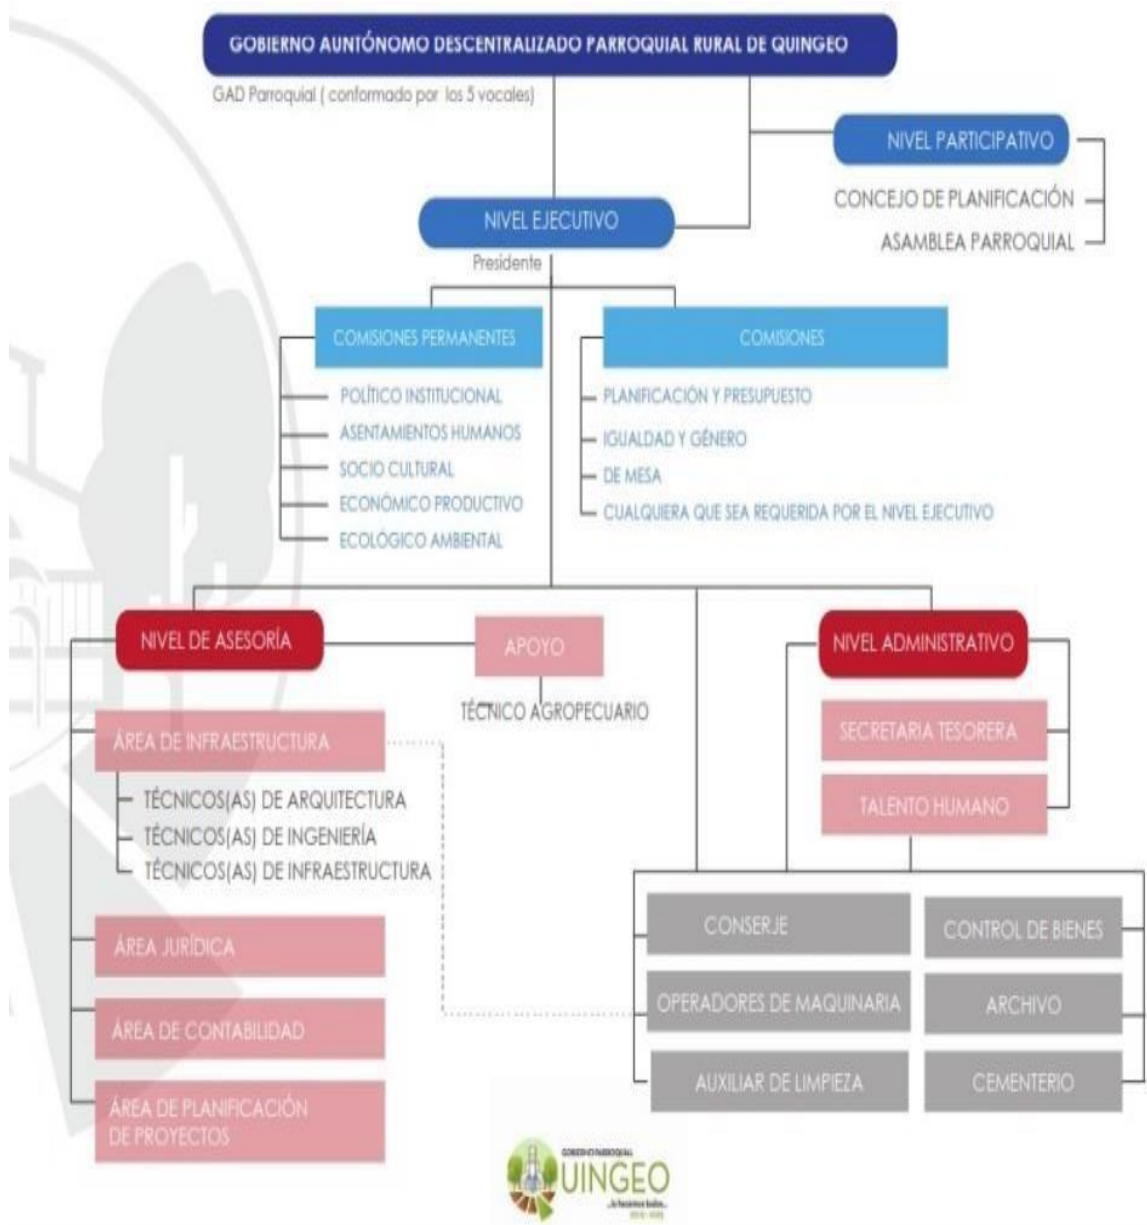 GOBIERNO AUNTÓNOMO DESCENTRALIZADO PARROQUIAL RURAL DE QUINGEO
GAD Parroquial ( conformado por los 5 vocales)
NIVEL PARTICIPATIVO
CONCEJO DE PLANIFICACIÓN
ASAMBLEA PARROQUIAL
NIVEL EJECUTIVO
Presidente
COMISIONES PERMANENTES
POLÍTICO INSTITUCIONAL
ASENTAMIENTOS HUMANOS
SOCIO CULTURAL
ECONÓMICO PRODUCTIVO
ECOLÓGICO AMBIENTAL
COMISIONES
PLANIFICACIÓN Y PRESUPUESTO
IGUALDAD Y GÉNERO
DE MESA
CUALQUIERA QUE SEA REQUERIDA POR EL NIVEL EJECUTIVO
NIVEL DE ASESORÍA
APOYO
TÉCNICO AGROPECUARIO
ÁREA DE INFRAESTRUCTURA
TÉCNICOS(AS) DE ARQUITECTURA
TÉCNICOS(AS) DE INGENIERÍA
TÉCNICOS(AS) DE INFRAESTRUCTURA
ÁREA JURÍDICA
ÁREA DE CONTABILIDAD
ÁREA DE PLANIFICACIÓN
DE PROYECTOS
NIVEL ADMINISTRATIVO
SECRETARIA TESORERA
TALENTO HUMANO
CONSERJE
CONTROL DE BIENES
OPERADORES DE MAQUINARIA
ARCHIVO
AUXILIAR DE LIMPIEZA
CEMENTERIO
GOBIERNO PARROQUIAL
UINGEO